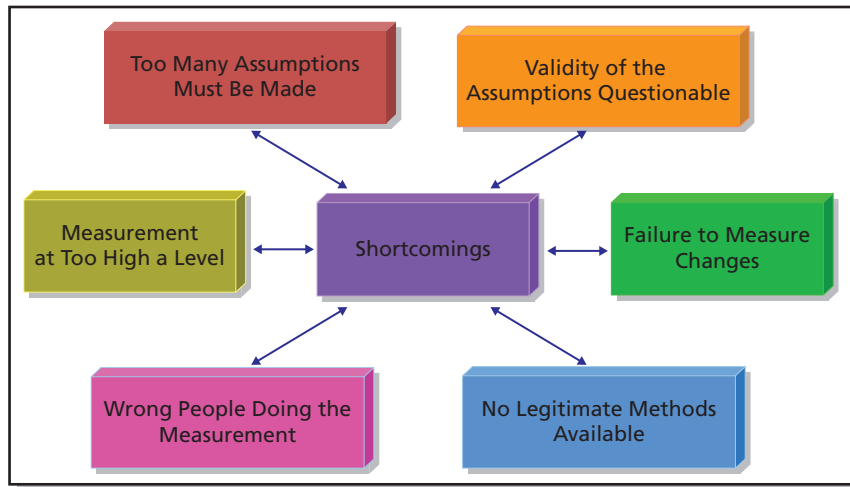 Too Many Assumptions
Must Be Made
Validity of the
Assumptions Questionable
Measurement
at Too High a Level
Shortcomings
Failure to Measure
Changes
Wrong People Doing the
Measurement
No Legitimate Methods
Available